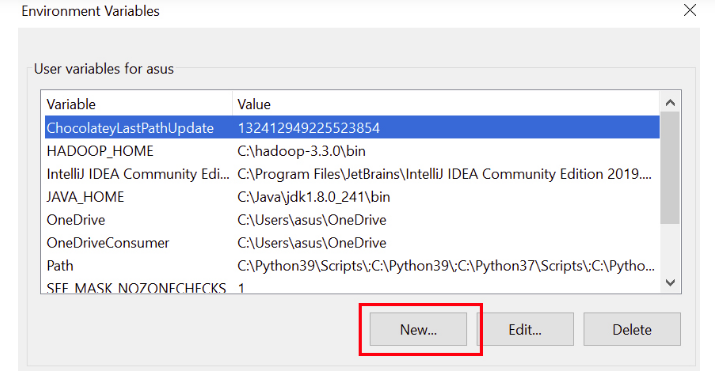 Environment Variables
User variables for asus
Variable Value
ChocolateyLastPathUpdate 132412949225523854
HADOOP_HOME C:\hadoop-3.3.0\bin
IntelliJ IDEA Community Edi... C:\Program Files\JetBrains\IntelliJ IDEA Community Edition 2019....
JAVA_HOME C:\Java\jdk1.8.0_241\bin
OneDrive C:\Users\asus\OneDrive
OneDriveConsumer C:\Users\asus\OneDrive
Path C:\Python39\Scripts\;C:\Python39\;C:\Python37\Scripts\;C:\Pytho...
SEE_MASK_NOZONECHECKS 1
New... Edit... Delete